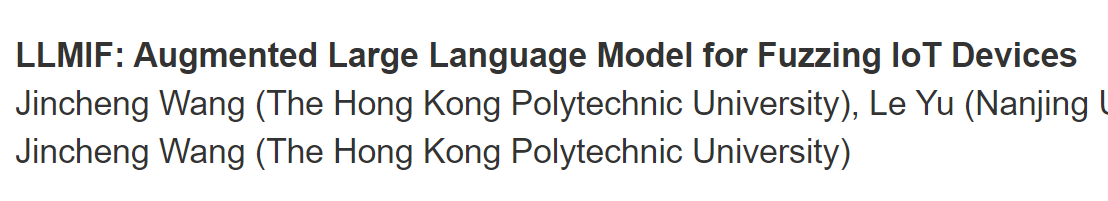 LLMIF: Augmented Large Language Model for Fuzzing IoT Devices
Jincheng Wang (The Hong Kong Polytechnic University), Le Yu (Nanjing
Jincheng Wang (The Hong Kong Polytechnic University)